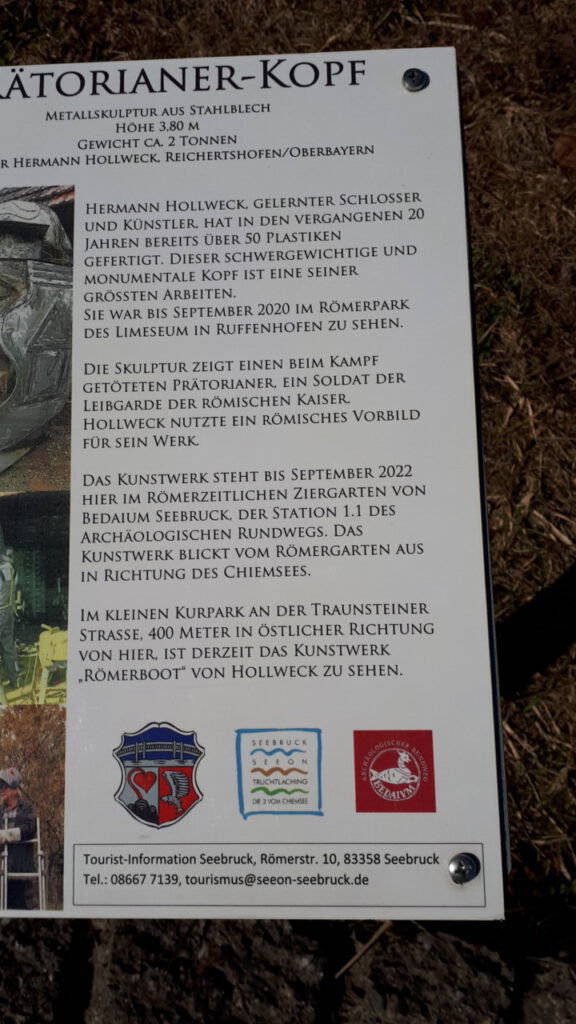 RÄTORIANER-KOPF
METALLSKULPTUR AUS STAHLBLECH
HÖHE 3,80 M
GEWICHT CA. 2 TONNEN
R HERMANN HOLLWECK, REICHERTSHOFEN/OBERBAYERN
HERMANN HOLLWECK, GELERNTER SCHLOSSER
UND KÜNSTLER, HAT IN DEN VERGANGENEN 20
JAHREN BEREITS ÜBER 50 PLASTIKEN
GEFERTIGT. DIESER SCHWERGEWICHTIGE UND
MONUMENTALE KOPF IST EINE SEINER
GRÖSSTEN ARBEITEN.
SIE WAR BIS SEPTEMBER 2020 IM RÖMERPARK
DES LIMESEUM IN RUFFENHOFEN ZU SEHEN.
DIE SKULPTUR ZEIGT EINEN BEIM KAMPF
GETÖTETEN PRÄTORIANER, EIN SOLDAT DER
LEIBGARDE DER RÖMISCHEN KAISER.
HOLLWECK NUTZTE EIN RÖMISCHES VORBILD
FÜR SEIN WERK.
DAS KUNSTWERK STEHT BIS SEPTEMBER 2022
HIER IM RÖMERZEITLICHEN ZIERGARTEN VON
BEDAIUM SEEBRUCK, DER STATION 1.1 DES
ARCHÄOLOGISCHEN RUNDWEGS. DAS
KUNSTWERK BLICKT VOM RÖMERGARTEN AUS
IN RICHTUNG DES CHIEMSEES.
IM KLEINEN KURPARK AN DER TRAUNSTEINER
STRASSE, 400 METER IN ÖSTLICHER RICHTUNG
VON HIER, IST DERZEIT DAS KUNSTWERK
„RÖMERBOOT“ VON HOLLWECK ZU SEHEN.
SEEBRUCK
SEEON
TRUCHTLACHING
DIE 3 VOM CHIEMSEE
ARCHÄOLOGISCHER RUNDWEG
BEDAIVM
Tourist-Information Seebruck, Römerstr. 10, 83358 Seebruck
Tel.: 08667 7139, tourismus@seeon-seebruck.de